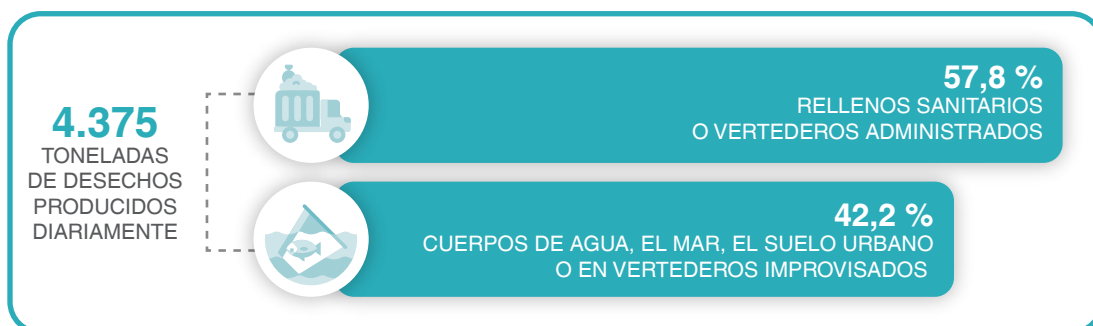 4.375
TONELADAS
DE DESECHOS
PRODUCIDOS
DIARIAMENTE
57,8 %
RELLENOS SANITARIOS
O VERTEDEROS ADMINISTRADOS
42,2 %
CUERPOS DE AGUA, EL MAR, EL SUELO URBANO
O EN VERTEDEROS IMPROVISADOS